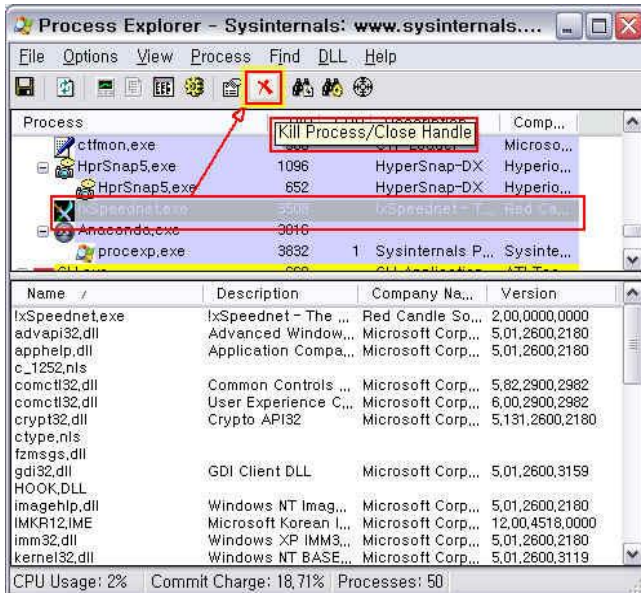 Process Explorer - Sysinternals: www.sysinternals....
File Options View Process Find DLL Help
Kill Process/Close Handle
Process Comp...
ctfmon.exe Microso...
HprSnap5.exe 1096 HyperSnap-DX Hyperio...
HprSnap5.exe 652 HyperSnap-DX Hyperio...
!xSpeednet.exe 3508 !xSpeednet - T... Red Ca...
Anaconda.exe 3016
procexp.exe 3832 1 Sysinternals P... Sysinte...
Name Description Company Na... Version
!xSpeednet,exe !xSpeednet - The ... Red Candle So... 2,00,0000,0000
advapi32,dll Advanced Window... Microsoft Corp... 5,01,2600,2180
apphelp,dll Application Compa... Microsoft Corp... 5,01,2600,2180
c_1252,nls
comctl32,dll Common Controls ... Microsoft Corp... 5,82,2900,2982
comctl32,dll User Experience C... Microsoft Corp... 6,00,2900,2982
crypt32,dll Crypto API32 Microsoft Corp... 5,131,2600,2180
ctype,nls
fzmsgs,dll
gdi32,dll GDI Client DLL Microsoft Corp... 5,01,2600,3159
HOOK,DLL
imagehlp,dll Windows NT Imag... Microsoft Corp... 5,01,2600,2180
IMKR12,IME Microsoft Korean I... Microsoft Corp... 12,00,4518,0000
imm32,dll Windows XP IMM3... Microsoft Corp... 5,01,2600,2180
kernel32,dll Windows NT BASE... Microsoft Corp... 5,01,2600,3119
CPU Usage: 2% Commit Charge: 18,71% Processes: 50